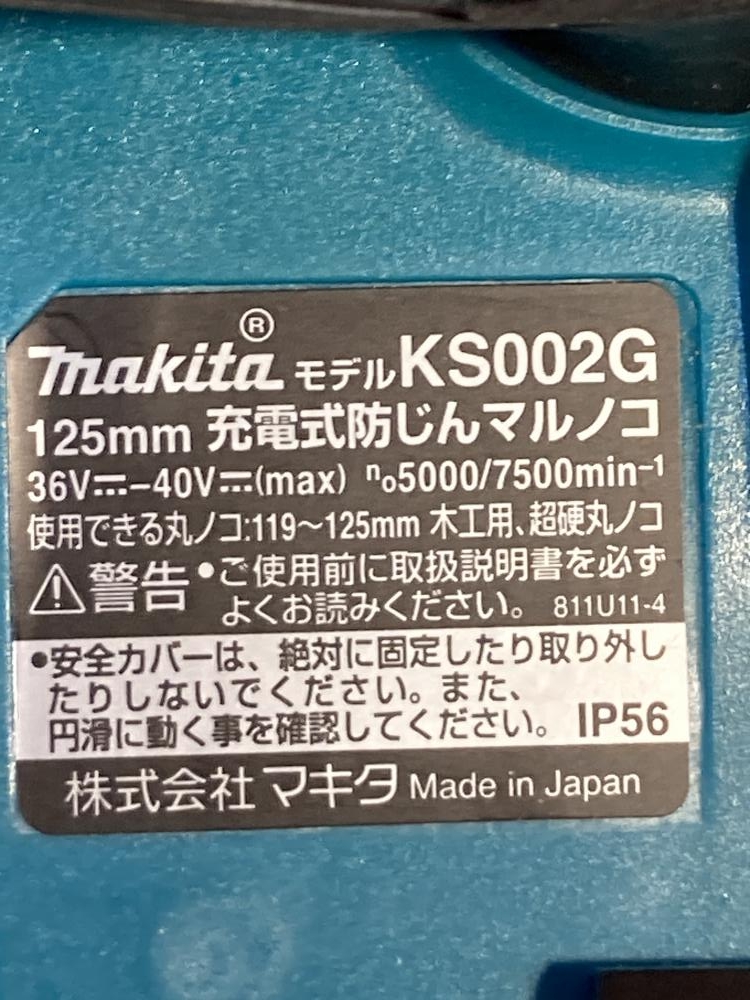 makita® モデルKS002G
125mm 充電式防じんマルノコ
36V⎓-40V⎓(max) n₀5000/7500min⁻¹
使用できる丸ノコ:119～125mm 木工用、超硬丸ノコ
⚠警告 •ご使用前に取扱説明書を必ず
よくお読みください。 811U11-4
•安全カバーは、絶対に固定したり取り外し
たりしないでください。また、
円滑に動く事を確認してください。 IP56
株式会社マキタ Made in Japan